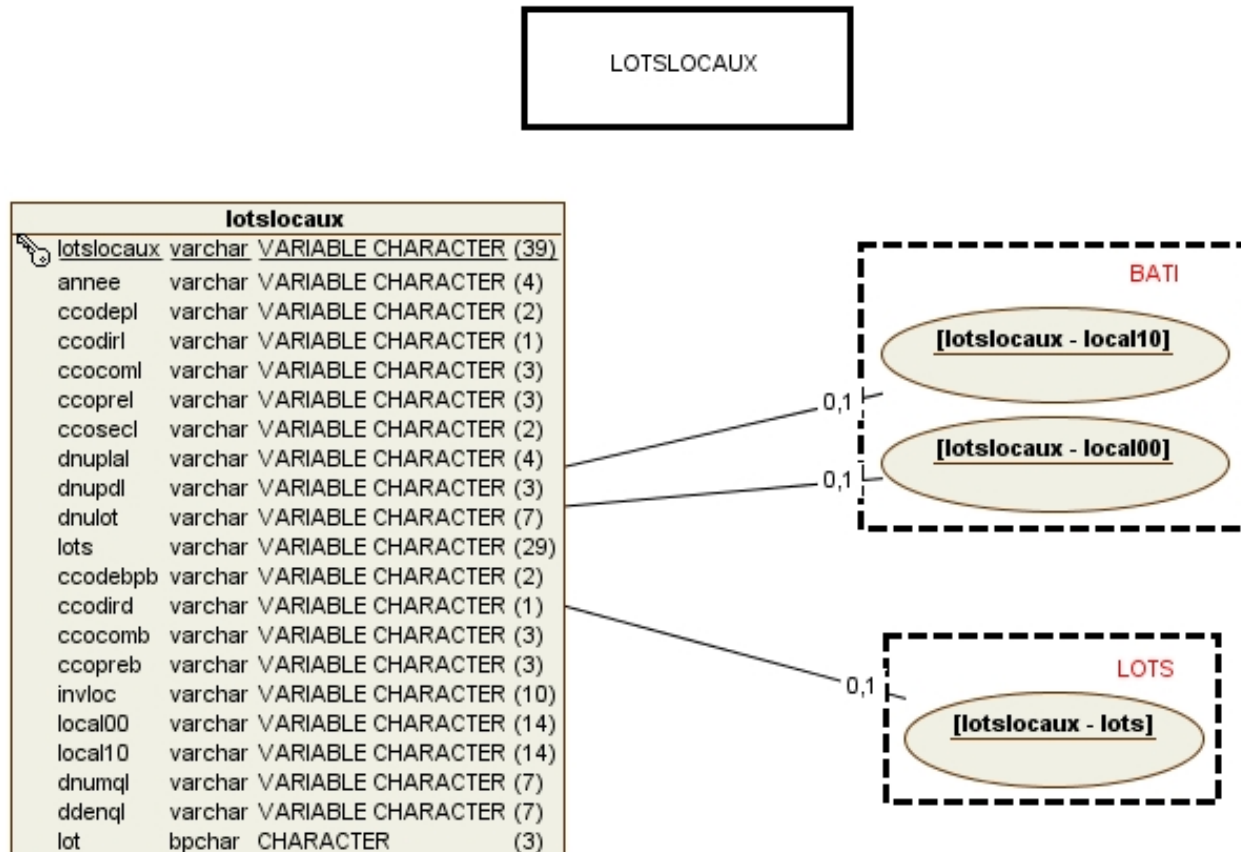 LOTSLOCAUX
lotslocaux
lotslocaux varchar VARIABLE CHARACTER (39)
annee varchar VARIABLE CHARACTER (4)
ccodepl varchar VARIABLE CHARACTER (2)
ccodirl varchar VARIABLE CHARACTER (1)
ccocoml varchar VARIABLE CHARACTER (3)
ccoprel varchar VARIABLE CHARACTER (3)
ccosecl varchar VARIABLE CHARACTER (2)
dnuplal varchar VARIABLE CHARACTER (4)
dnupdl varchar VARIABLE CHARACTER (3)
dnulot varchar VARIABLE CHARACTER (7)
lots varchar VARIABLE CHARACTER (29)
ccodebpb varchar VARIABLE CHARACTER (2)
ccodird varchar VARIABLE CHARACTER (1)
ccocomb varchar VARIABLE CHARACTER (3)
ccopreb varchar VARIABLE CHARACTER (3)
invloc varchar VARIABLE CHARACTER (10)
local00 varchar VARIABLE CHARACTER (14)
local10 varchar VARIABLE CHARACTER (14)
dnumql varchar VARIABLE CHARACTER (7)
ddenql varchar VARIABLE CHARACTER (7)
lot bpchar CHARACTER (3)
BATI
[lotslocaux - local10]
0,1
[lotslocaux - local00]
0,1
LOTS
0,1
[lotslocaux - lots]